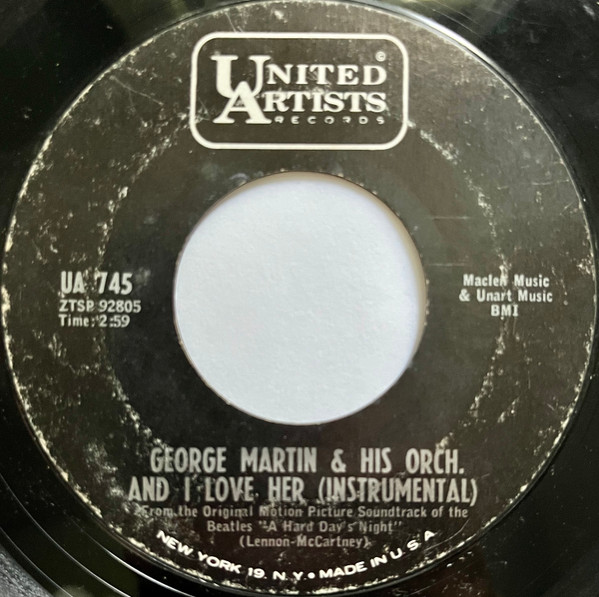 UNITED
ARTISTS
RECORDS
©
UA 745
ZTSP 92805
Time: 2:59
Maclen Music
& Unart Music
BMI
GEORGE MARTIN & HIS ORCH.
AND I LOVE HER (INSTRUMENTAL)
From the Original Motion Picture Soundtrack of the
Beatles "A Hard Day's Night"
(Lennon-McCartney)
NEW YORK 19, N.Y. • MADE IN U S A